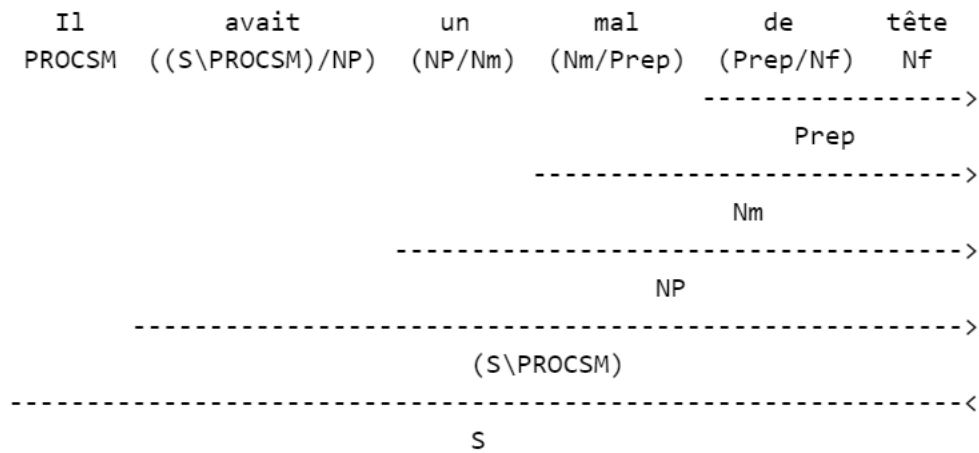 Il avait un mal de tête
PROCSM ((S\PROCSM)/NP) (NP/Nm) (Nm/Prep) (Prep/Nf) Nf
----------------->
Prep
---------------------------->
Nm
------------------------------------->
NP
------------------------------------------------------>
(S\PROCSM)
--------------------------------------------------------------<
S